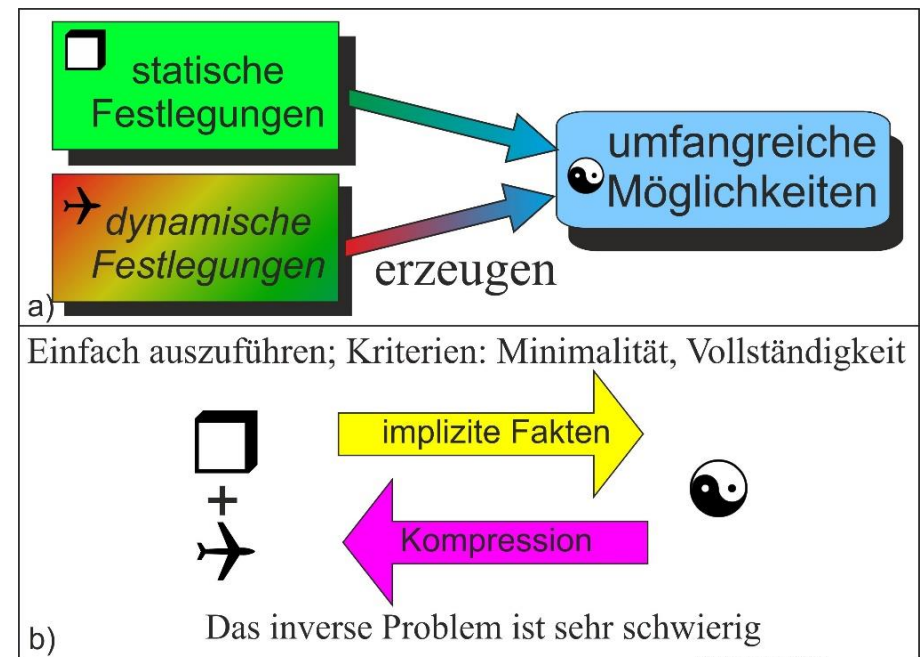 statische
Festlegungen
dynamische
Festlegungen
erzeugen
umfangreiche
Möglichkeiten
a)
Einfach auszuführen; Kriterien: Minimalität, Vollständigkeit
implizite Fakten
+
Kompression
Das inverse Problem ist sehr schwierig
b)